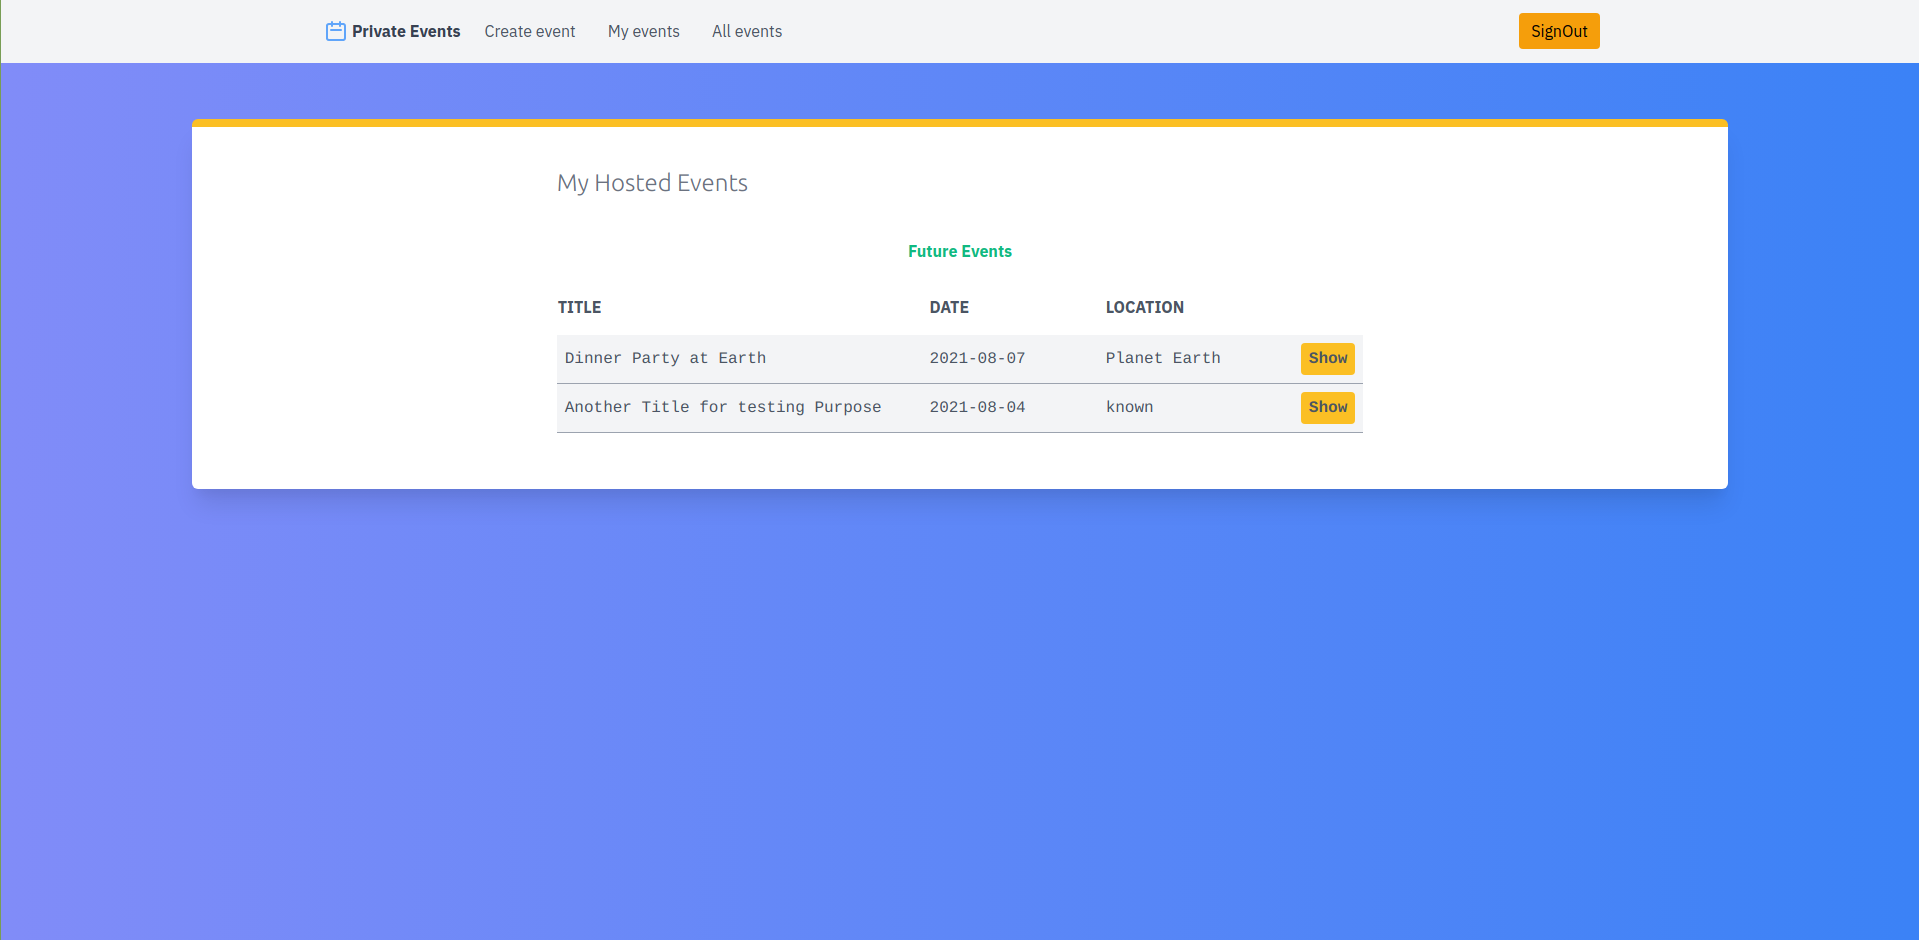 Private Events Create event My events All events SignOut
My Hosted Events
Future Events
TITLE DATE LOCATION
Dinner Party at Earth 2021-08-07 Planet Earth Show
Another Title for testing Purpose 2021-08-04 known Show